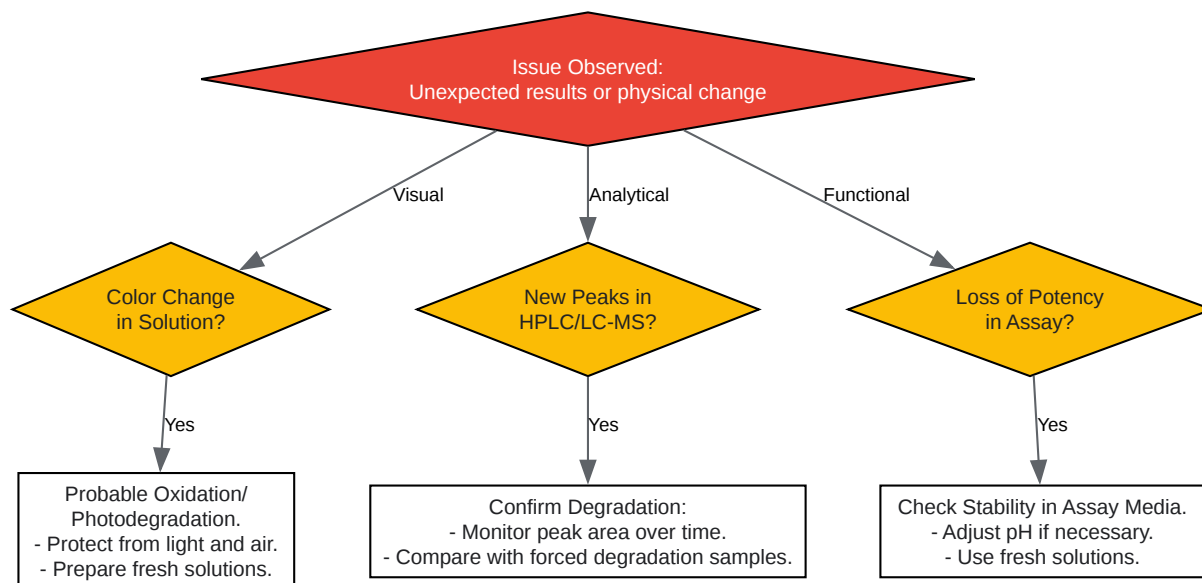 Issue Observed:
Unexpected results or physical change
Visual
Analytical
Functional
Color Change
in Solution?
New Peaks in
HPLC/LC-MS?
Loss of Potency
in Assay?
Yes
Yes
Yes
Probable Oxidation/
Photodegradation.
- Protect from light and air.
- Prepare fresh solutions.
Confirm Degradation:
- Monitor peak area over time.
- Compare with forced degradation samples.
Check Stability in Assay Media.
- Adjust pH if necessary.
- Use fresh solutions.